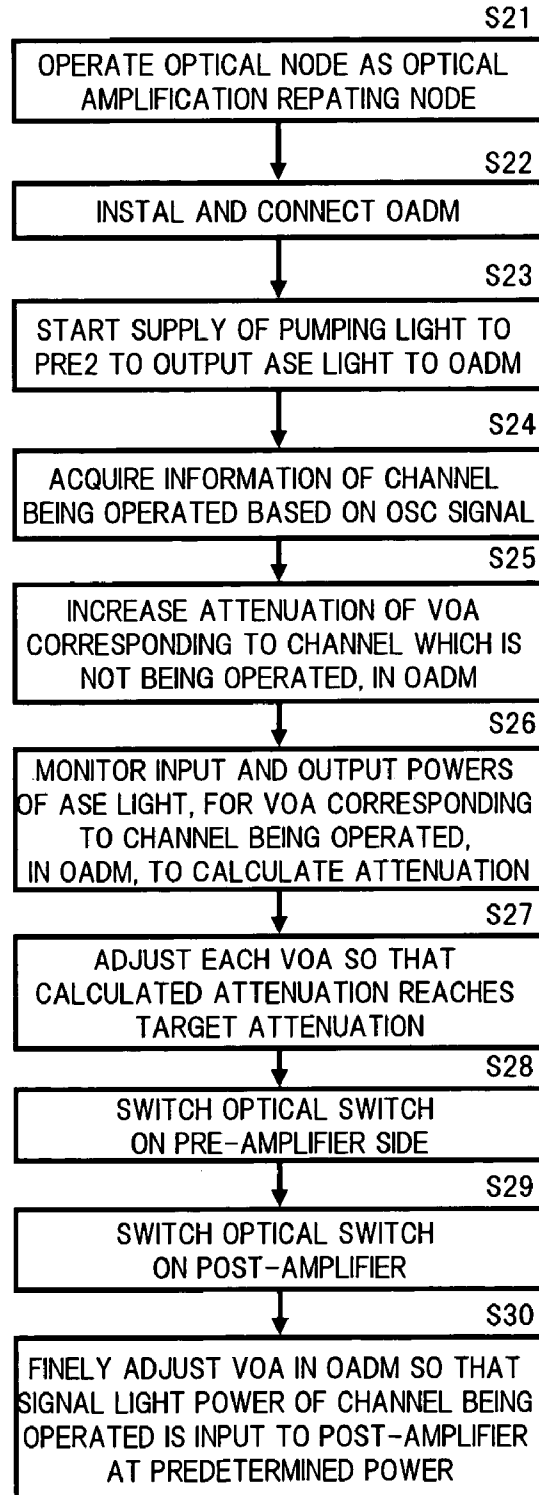 S21
OPERATE OPTICAL NODE AS OPTICAL
AMPLIFICATION REPATING NODE
S22
INSTAL AND CONNECT OADM
S23
START SUPPLY OF PUMPING LIGHT TO
PRE2 TO OUTPUT ASE LIGHT TO OADM
S24
ACQUIRE INFORMATION OF CHANNEL
BEING OPERATED BASED ON OSC SIGNAL
S25
INCREASE ATTENUATION OF VOA
CORRESPONDING TO CHANNEL WHICH IS
NOT BEING OPERATED, IN OADM
S26
MONITOR INPUT AND OUTPUT POWERS
OF ASE LIGHT, FOR VOA CORRESPONDING
TO CHANNEL BEING OPERATED,
IN OADM, TO CALCULATE ATTENUATION
S27
ADJUST EACH VOA SO THAT
CALCULATED ATTENUATION REACHES
TARGET ATTENUATION
S28
SWITCH OPTICAL SWITCH
ON PRE-AMPLIFIER SIDE
S29
SWITCH OPTICAL SWITCH
ON POST-AMPLIFIER
S30
FINELY ADJUST VOA IN OADM SO THAT
SIGNAL LIGHT POWER OF CHANNEL BEING
OPERATED IS INPUT TO POST-AMPLIFIER
AT PREDETERMINED POWER